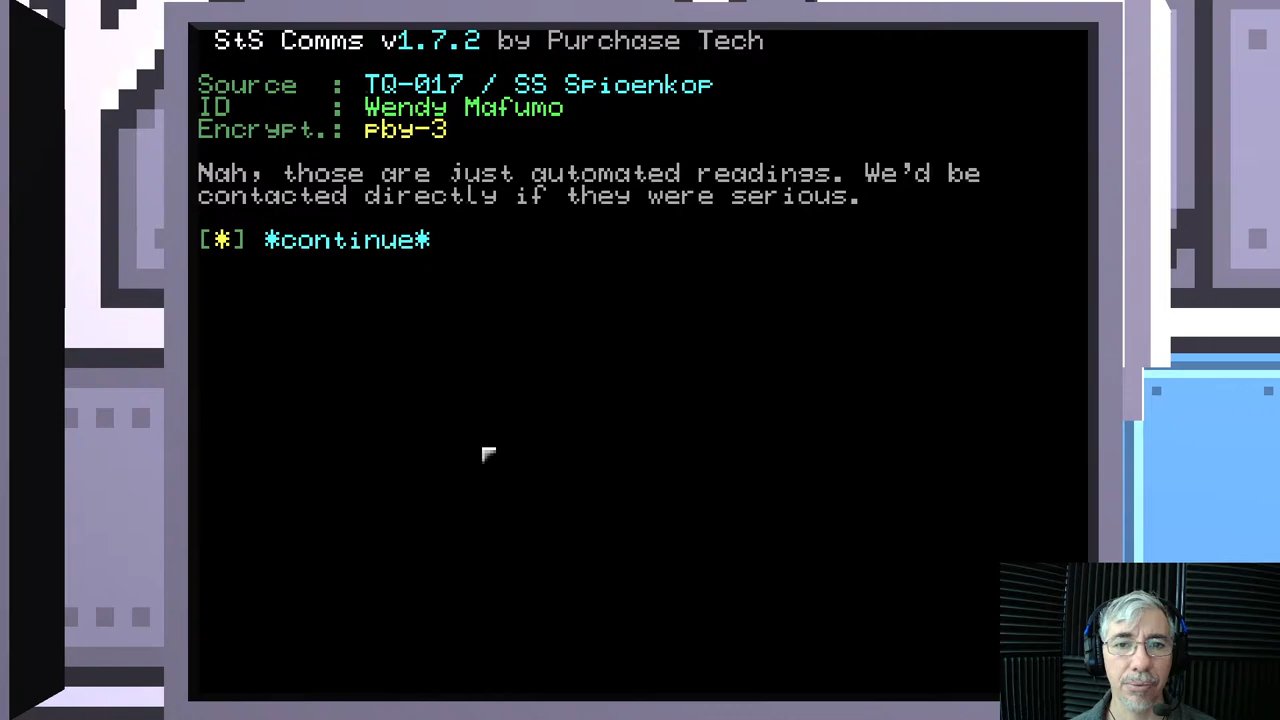 StS Comms v1.7.2 by Purchase Tech
Source : TQ-017 / SS Spioenkop
ID : Wendy Mafumo
Encrypt.: pby-3
Nah, those are just automated readings. We'd be
contacted directly if they were serious.
[*] *continue*